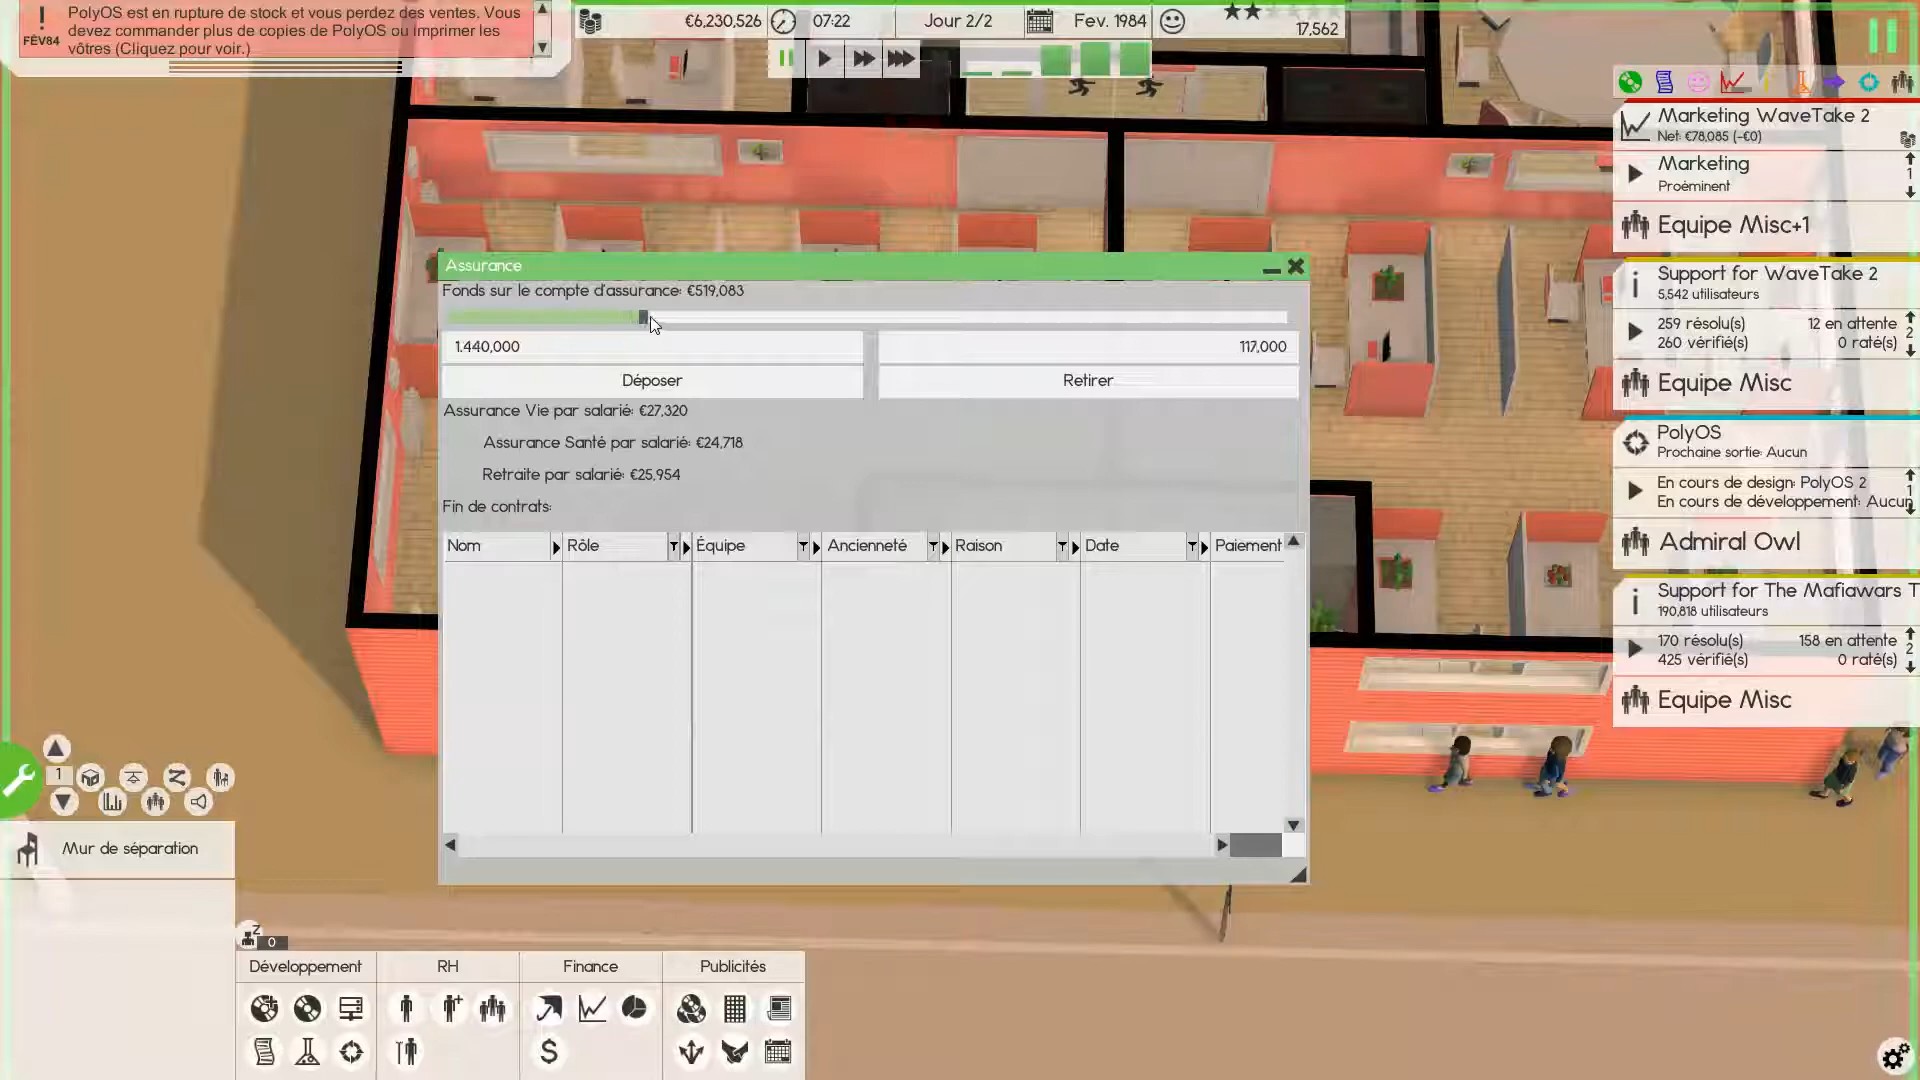 PolyOS est en rupture de stock et vous perdez des ventes. Vous
devez commander plus de copies de PolyOS ou imprimer les
vôtres (Cliquez pour voir.)
FÉV84
€6,230,526
07:22
Jour 2/2
Fev. 1984
17,562
Marketing WaveTake 2
Net: €78,085 (-€0)
Marketing
Proéminent
1
Equipe Misc+1
Support for WaveTake 2
5,542 utilisateurs
259 résolu(s) 12 en attente
260 vérifié(s) 0 raté(s)
2
Equipe Misc
PolyOS
Prochaine sortie: Aucun
En cours de design: PolyOS 2
En cours de développement: Aucun
1
Admiral Owl
Support for The Mafiawars T
190,818 utilisateurs
170 résolu(s) 158 en attente
425 vérifié(s) 0 raté(s)
2
Equipe Misc
Assurance
Fonds sur le compte d'assurance: €519,083
1.440,000
117,000
Déposer
Retirer
Assurance Vie par salarié: €27,320
Assurance Santé par salarié: €24,718
Retraite par salarié: €25,954
Fin de contrats:
Nom Rôle Équipe Ancienneté Raison Date Paiement
1
Mur de séparation
Z
0
Développement RH Finance Publicités